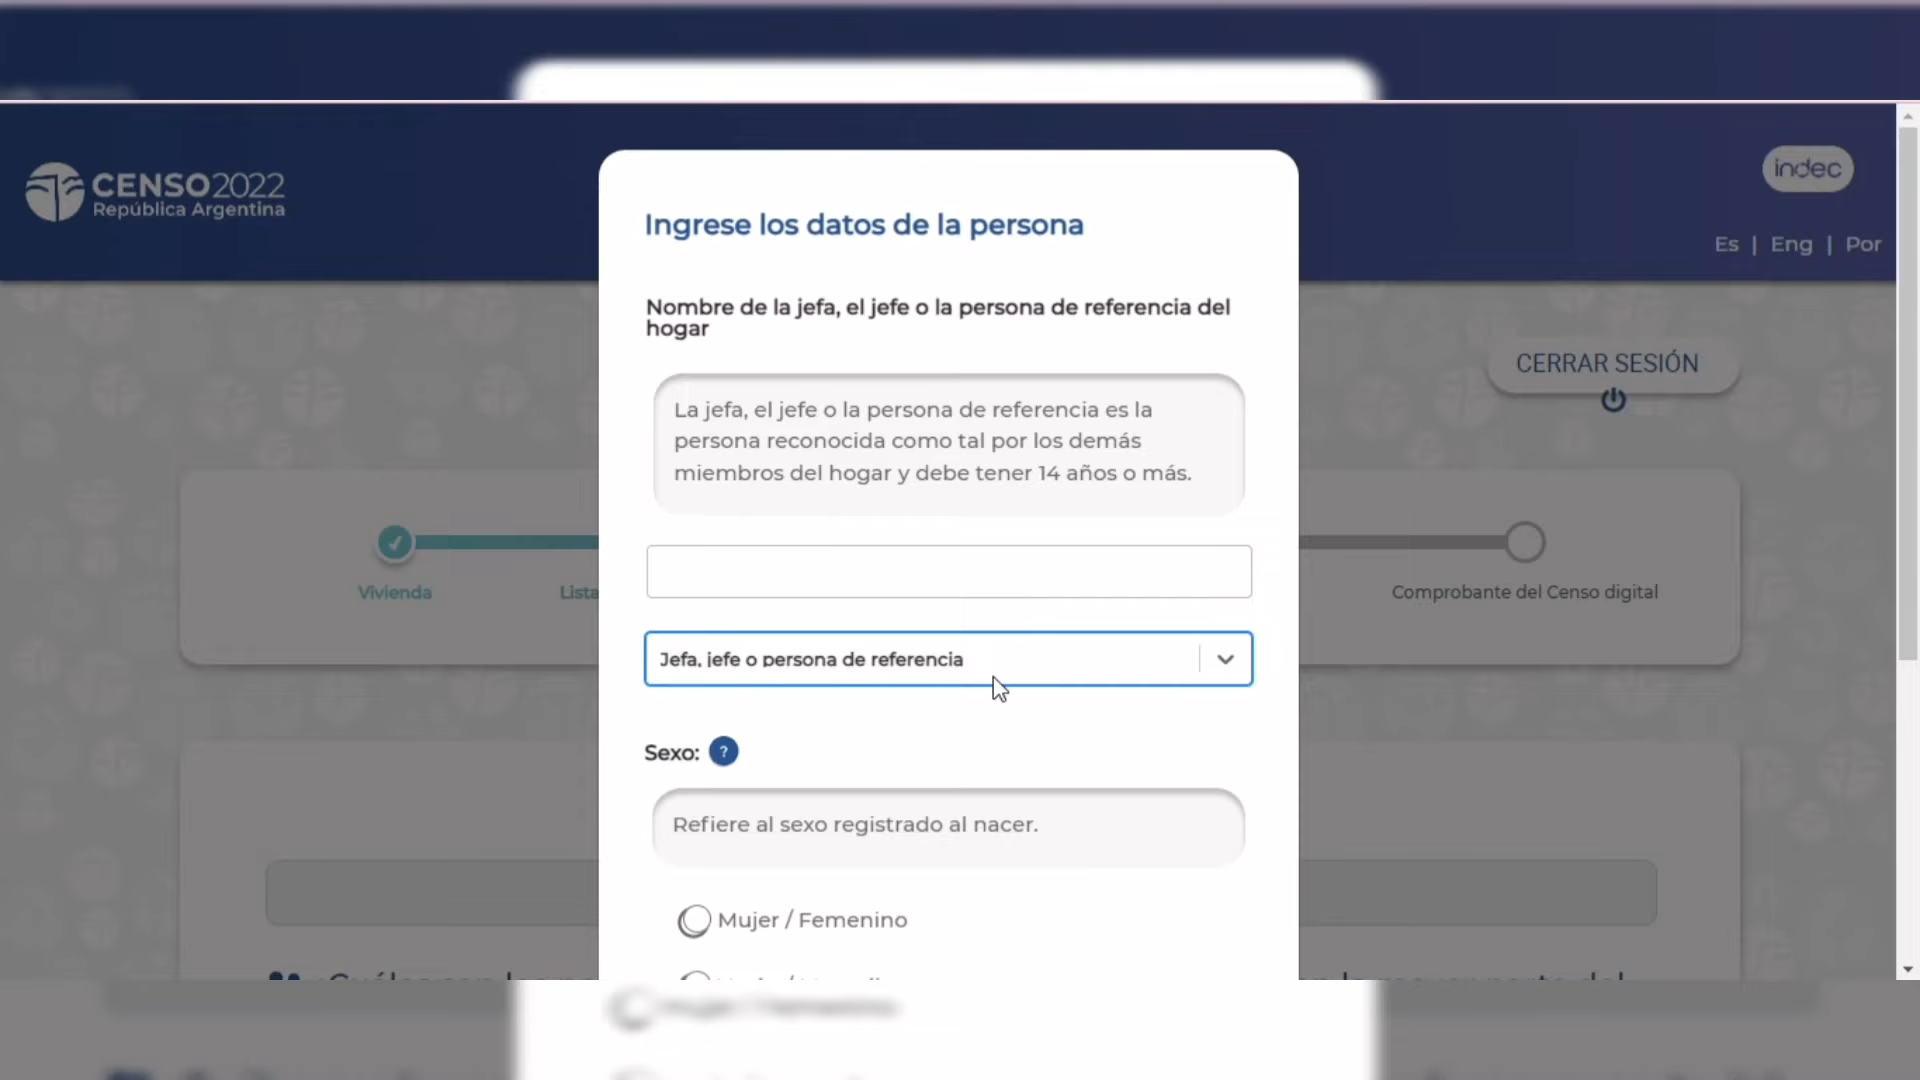 CENSO2022
República Argentina
indec
Es | Eng | Por
Ingrese los datos de la persona
Nombre de la jefa, el jefe o la persona de referencia del
hogar
CERRAR SESIÓN
La jefa, el jefe o la persona de referencia es la
persona reconocida como tal por los demás
miembros del hogar y debe tener 14 años o más.
Vivienda
Lista
Comprobante del Censo digital
Jefa, jefe o persona de referencia
Sexo: ?
Refiere al sexo registrado al nacer.
Mujer / Femenino